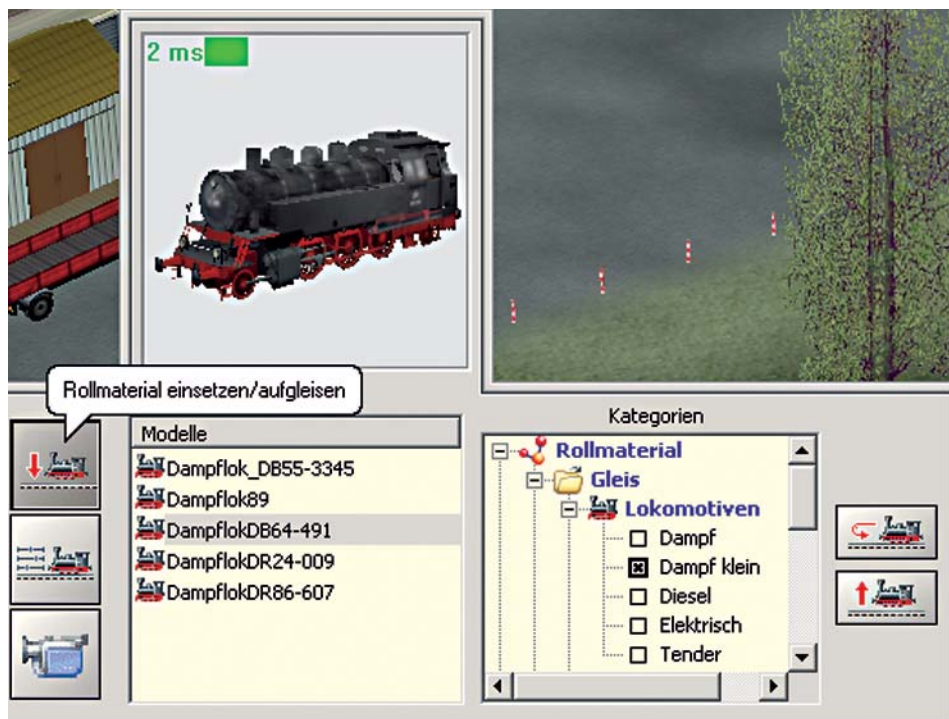 2 ms
Rollmaterial einsetzen/aufgleisen
Modelle
Dampflok_DB55-3345
Dampflok89
DampflokDB64-491
DampflokDR24-009
DampflokDR86-607
Kategorien
Rollmaterial
Gleis
Lokomotiven
Dampf
Dampf klein
Diesel
Elektrisch
Tender